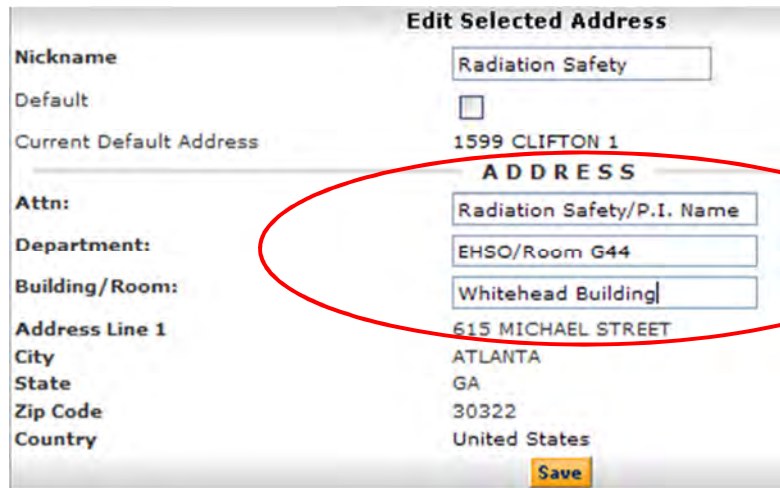 Edit Selected Address
Nickname Radiation Safety
Default
Current Default Address 1599 CLIFTON 1
ADDRESS
Attn: Radiation Safety/P.I. Name
Department: EHSO/Room G44
Building/Room: Whitehead Building
Address Line 1 615 MICHAEL STREET
City ATLANTA
State GA
Zip Code 30322
Country United States
Save